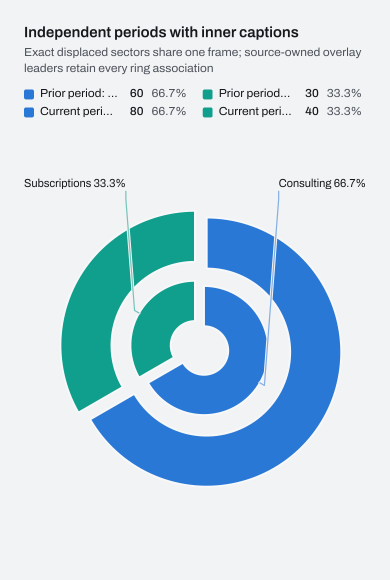 Independent periods with inner captions
Exact displaced sectors share one frame; source-owned overlay
leaders retain every ring association
Prior period: ... 60 66.7% Prior period... 30 33.3%
Current peri... 80 66.7% Current peri... 40 33.3%
Subscriptions 33.3% Consulting 66.7%